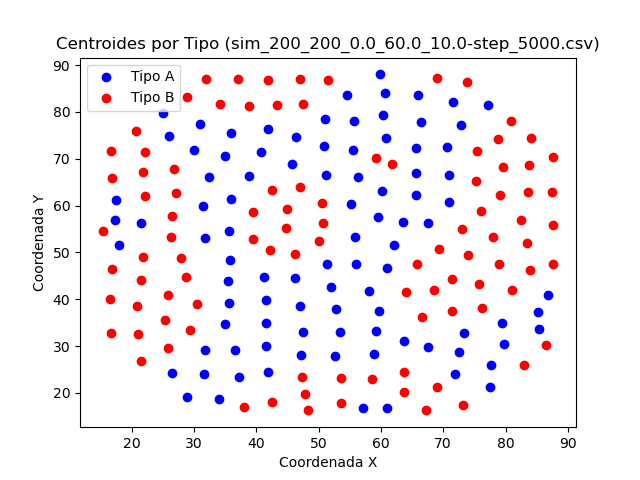 Centroides por Tipo (sim_200_200_0.0_60.0_10.0-step_5000.csv)
Tipo A
Tipo B
90
80
70
60
50
40
30
20
Coordenada Y
20 30 40 50 60 70 80 90
Coordenada X